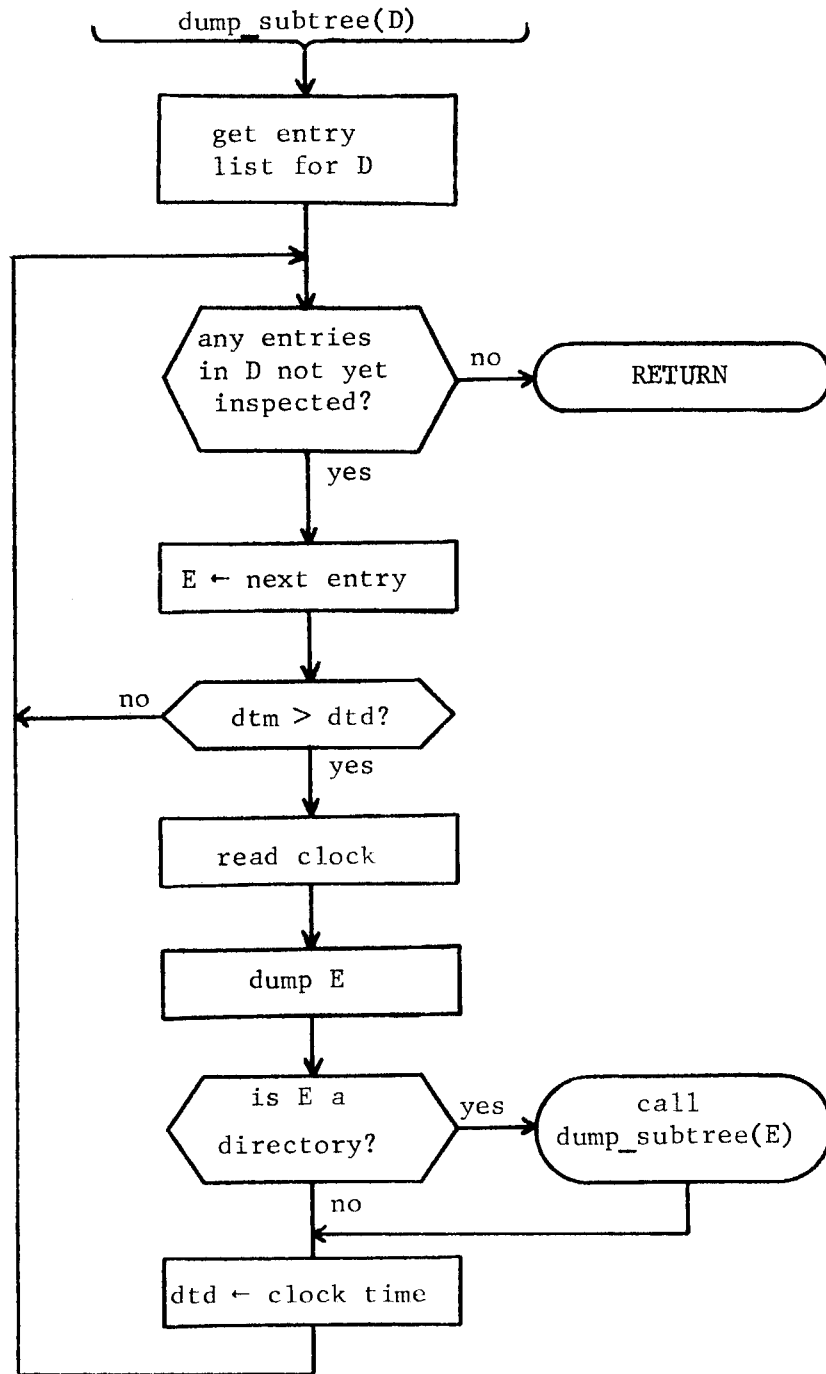 dump_subtree(D)
get entry
list for D
any entries
in D not yet
inspected?
no
RETURN
yes
E ← next entry
no
dtm > dtd?
yes
read clock
dump E
is E a
directory?
yes
call
dump_subtree(E)
no
dtd ← clock time